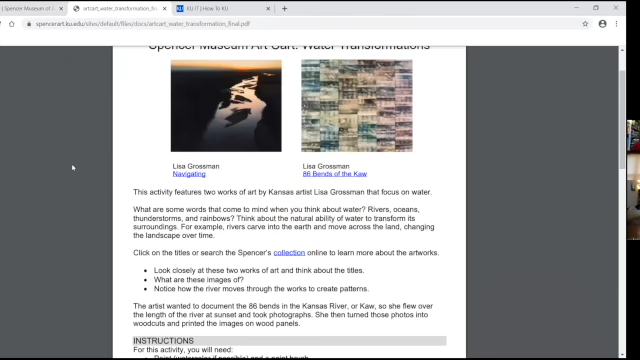 | Spencer Museum of A
artcart_water_transformation_fina
KU IT | How To KU
spencerart.ku.edu/sites/default/files/docs/artcart_water_transformation_final.pdf
Spencer Museum Art Cart: Water Transformations
Lisa Grossman
Navigating
Lisa Grossman
86 Bends of the Kaw
This activity features two works of art by Kansas artist Lisa Grossman that focus on water.
What are some words that come to mind when you think about water? Rivers, oceans,
thunderstorms, and rainbows? Think about the natural ability of water to transform its
surroundings. For example, rivers carve into the earth and move across the land, changing
the landscape over time.
Click on the titles or search the Spencer's collection online to learn more about the artworks.
• Look closely at these two works of art and think about the titles.
• What are these images of?
• Notice how the river moves through the works to create patterns.
The artist wanted to document the 86 bends in the Kansas River, or Kaw, so she flew over
the length of the river at sunset and took photographs. She then turned those photos into
woodcuts and printed the images on wood panels.
INSTRUCTIONS
For this activity, you will need:
• Paint (watercolor if possible) and a paint brush